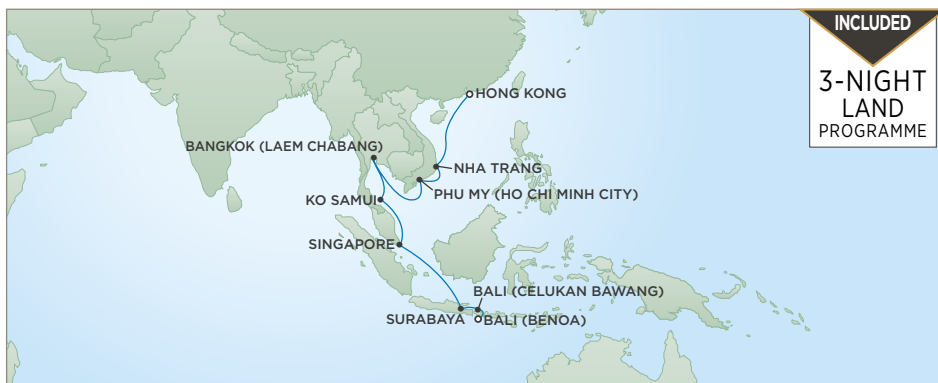 INCLUDED
3-NIGHT
LAND
PROGRAMME
HONG KONG
BANGKOK (LAEM CHABANG)
NHA TRANG
PHU MY (HO CHI MINH CITY)
KO SAMUI
SINGAPORE
BALI (CELUKAN BAWANG)
SURABAYA
BALI (BENOA)